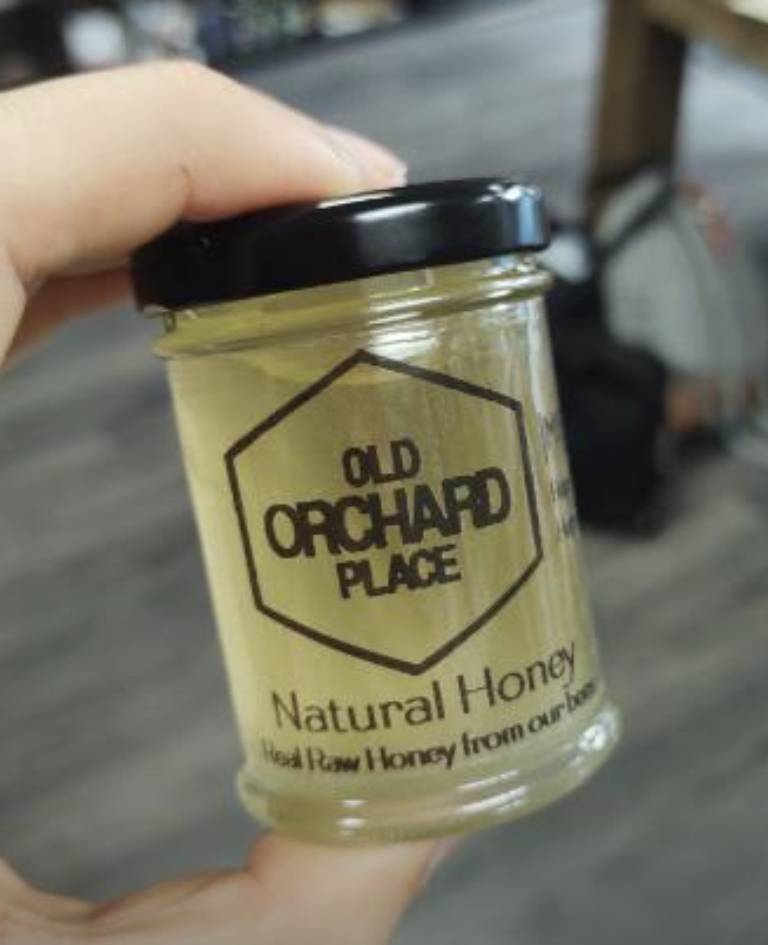 OLD
ORCHARD
PLACE
Natural Honey
Real Raw Honey from our bees